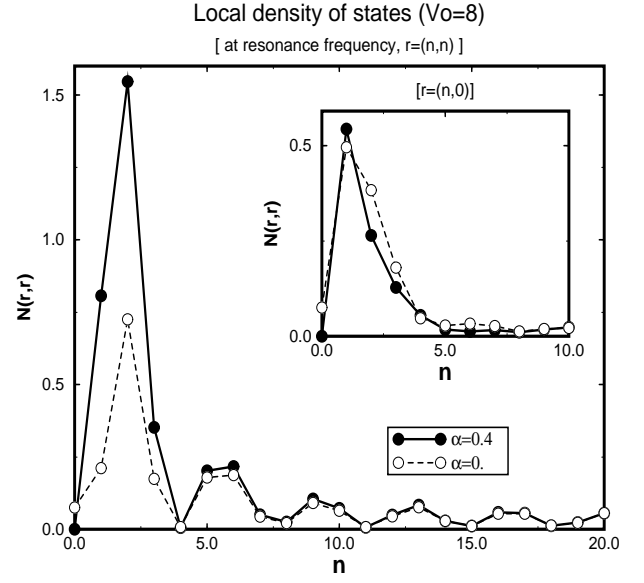 Local density of states (Vo=8)
[ at resonance frequency, r=(n,n) ]
1.5
1.0
0.5
0.0
N(r,r)
0.0
5.0
10.0
15.0
20.0
n
[r=(n,0)]
0.5
0.0
N(r,r)
0.0
5.0
10.0
n
α=0.4
α=0.